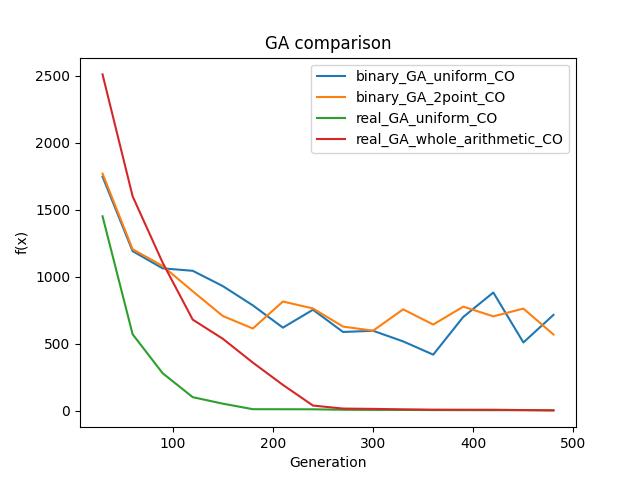 GA comparison
binary_GA_uniform_CO
binary_GA_2point_CO
real_GA_uniform_CO
real_GA_whole_arithmetic_CO
2500
2000
1500
1000
500
0
f(x)
100 200 300 400 500
Generation